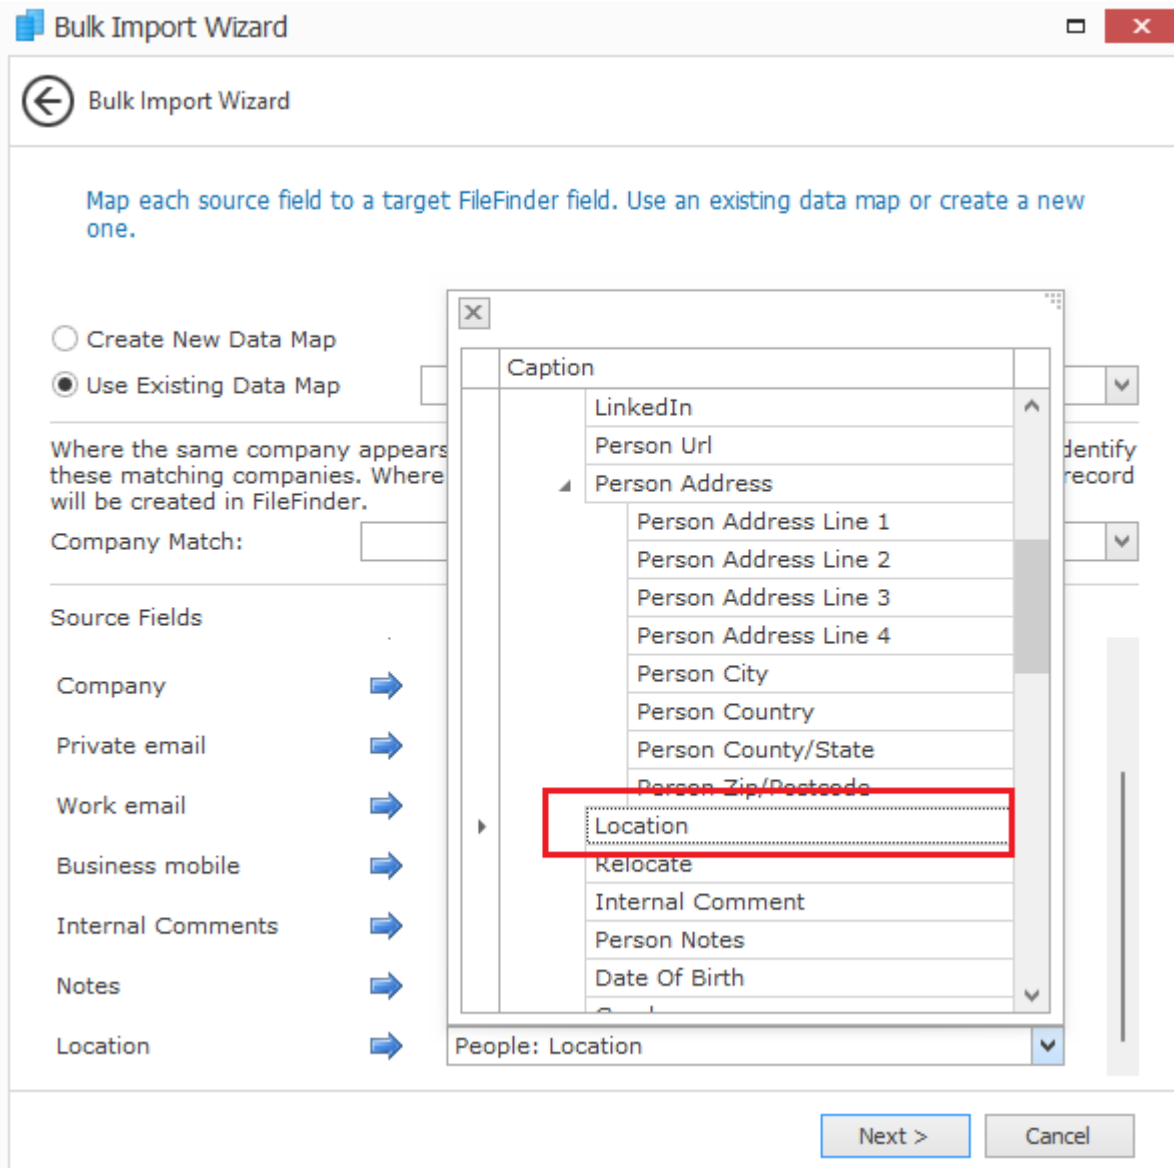 Bulk Import Wizard
Bulk Import Wizard
Map each source field to a target FileFinder field. Use an existing data map or create a new
one.
Create New Data Map
Use Existing Data Map
Where the same company appears
dentify
these matching companies. Where
record
will be created in FileFinder.
Company Match:
Source Fields
Company
Private email
Work email
Business mobile
Internal Comments
Notes
Location
Caption
LinkedIn
Person Url
Person Address
Person Address Line 1
Person Address Line 2
Person Address Line 3
Person Address Line 4
Person City
Person Country
Person County/State
Person Zip/Postcode
Location
Relocate
Internal Comment
Person Notes
Date Of Birth
People: Location
Next >
Cancel